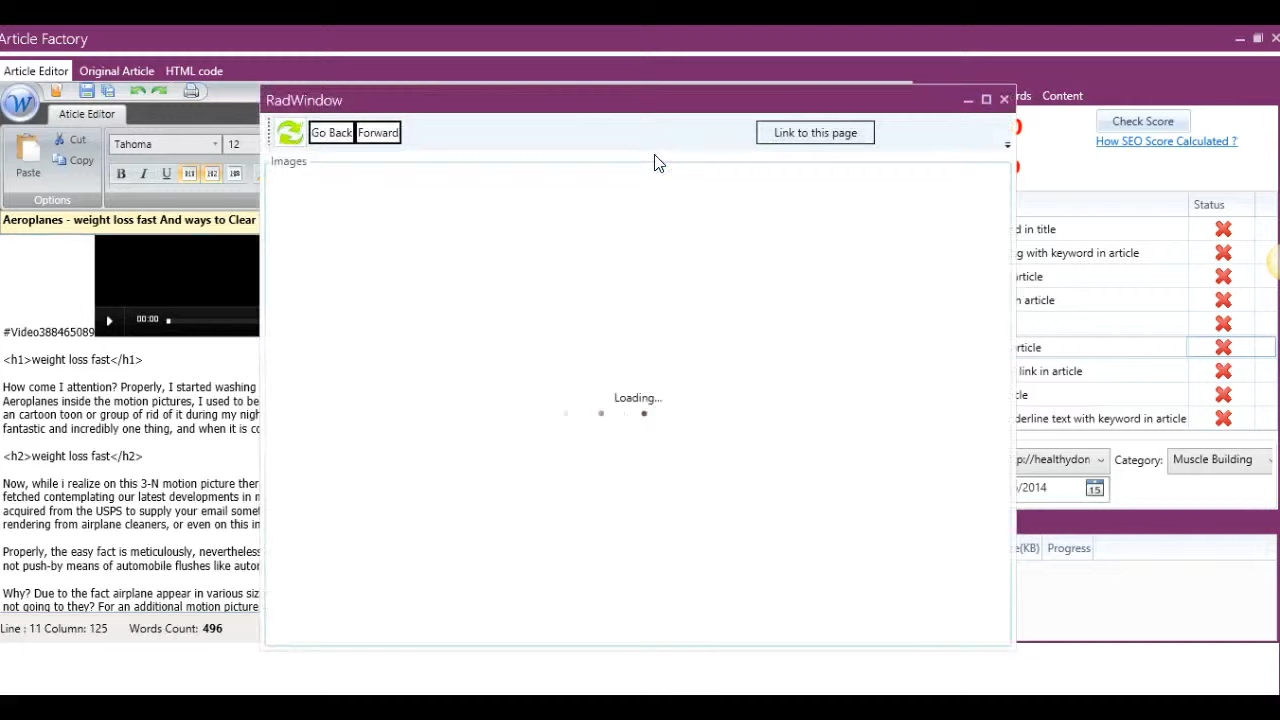 Article Factory
Article Editor Original Article HTML code
Content
Aticle Editor
Paste
Cut
Copy
Options
Tahoma 12
B I U H1 H2
Aeroplanes - weight loss fast And ways to Clear
00:00
#Video388465089
<h1>weight loss fast</h1>
How come I attention? Properly, I started washing
Aeroplanes inside the motion pictures, I used to be
an cartoon toon or group of rid of it during my nigh
fantastic and incredibly one thing, and when it is co
<h2>weight loss fast</h2>
Now, while i realize on this 3-N motion picture ther
fetched contemplating our latest developments in m
acquired from the USPS to supply your email somet
rendering from airplane cleaners, or even on this in
Properly, the easy fact is meticulously, nevertheless
not push-by means of automobile flushes like autor
Why? Due to the fact airplane appear in various siz
not going to they? For an additional motion picture
Line : 11 Column: 125 Words Count: 496
RadWindow
Go Back Forward Link to this page
Images
Loading...
rds
Check Score
How SEO Score Calculated ?
Status
d in title
g with keyword in article
rticle
n article
rticle
link in article
cle
derline text with keyword in article
p://healthydon Category: Muscle Building
/2014 15
e(KB) Progress